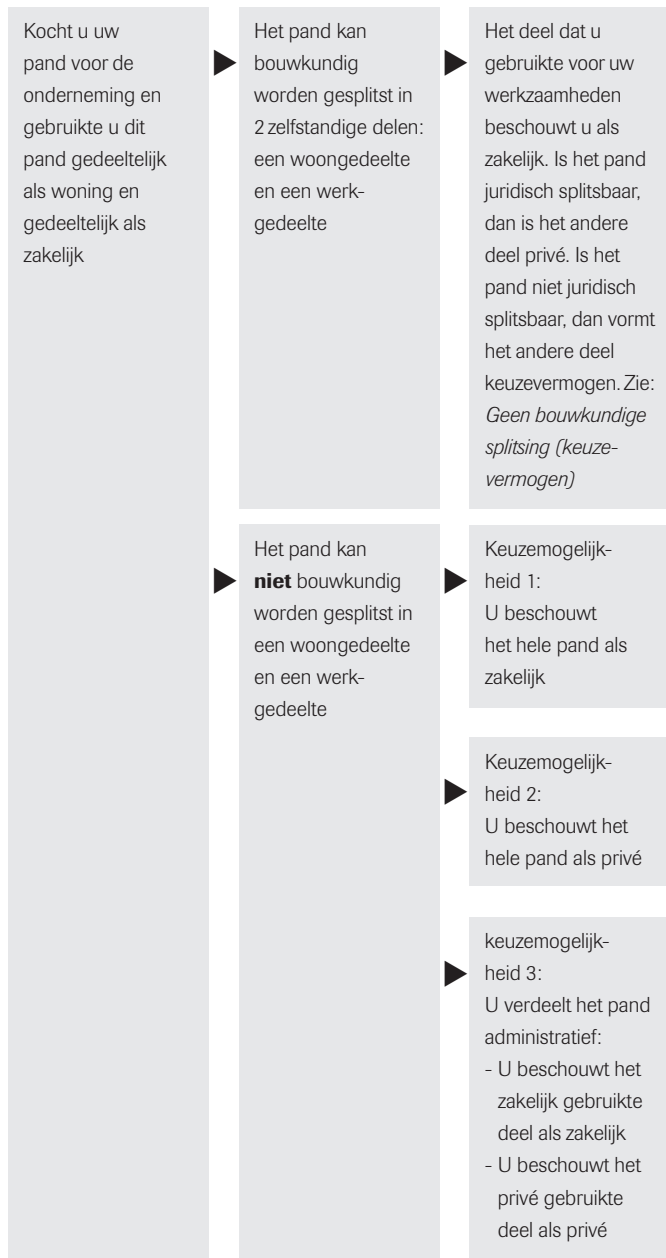 Kocht u uw
pand voor de
onderneming en
gebruikte u dit
pand gedeeltelijk
als woning en
gedeeltelijk als
zakelijk
Het pand kan
bouwkundig
worden gesplitst in
2 zelfstandige delen:
een woongedeelte
en een werk-
gedeelte
Het deel dat u
gebruikte voor uw
werkzaamheden
beschouwt u als
zakelijk. Is het pand
juridisch splitsbaar,
dan is het andere
deel privé. Is het
pand niet juridisch
splitsbaar, dan vormt
het andere deel
keuzevermogen. Zie:
Geen bouwkundige
splitsing (keuze-
vermogen)
Het pand kan
niet bouwkundig
worden gesplitst in
een woongedeelte
en een werk-
gedeelte
Keuzemogelijk-
heid 1:
U beschouwt
het hele pand als
zakelijk
Keuzemogelijk-
heid 2:
U beschouwt het
hele pand als privé
keuzemogelijk-
heid 3:
U verdeelt het pand
administratief:
- U beschouwt het
zakelijk gebruikte
deel als zakelijk
- U beschouwt het
privé gebruikte
deel als privé